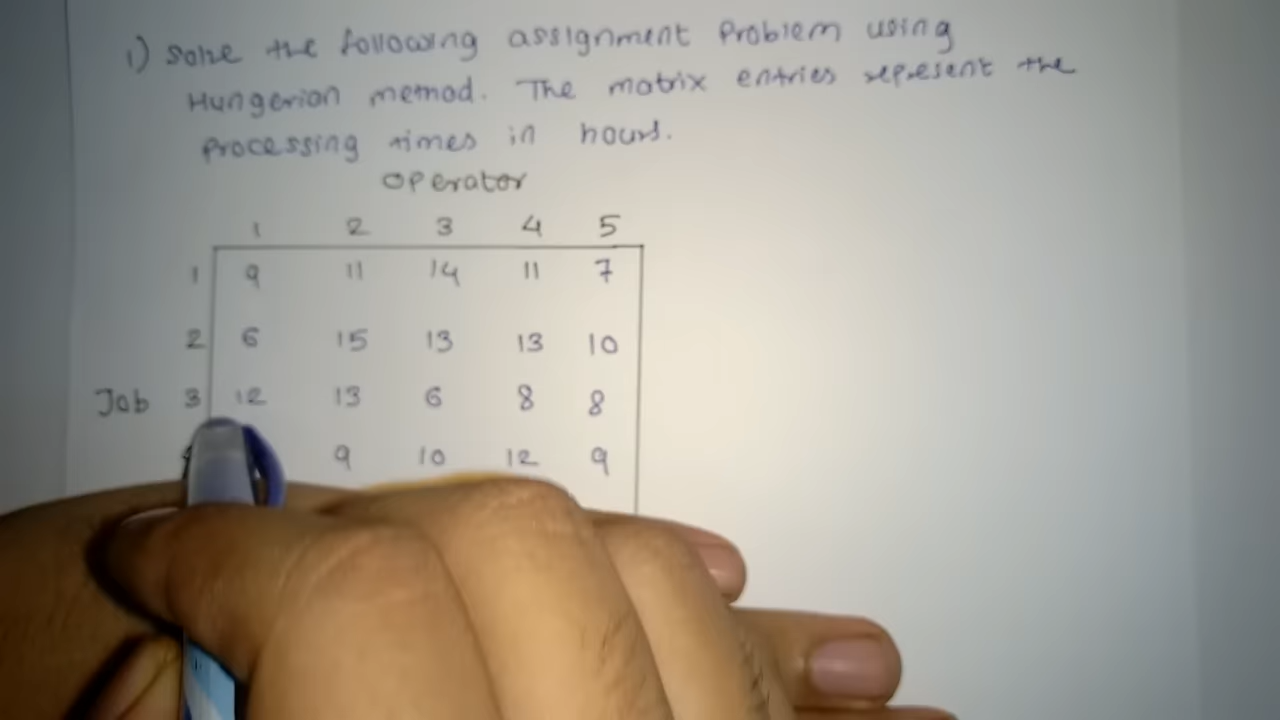 1) Solve the following assignment Problem using
Hungerian method. The matrix entries represent the
Processing times in hours.
Operator
1 2 3 4 5
1 9 11 14 11 7
2 6 15 13 13 10
Job 3 12 13 6 8 8
9 10 12 9